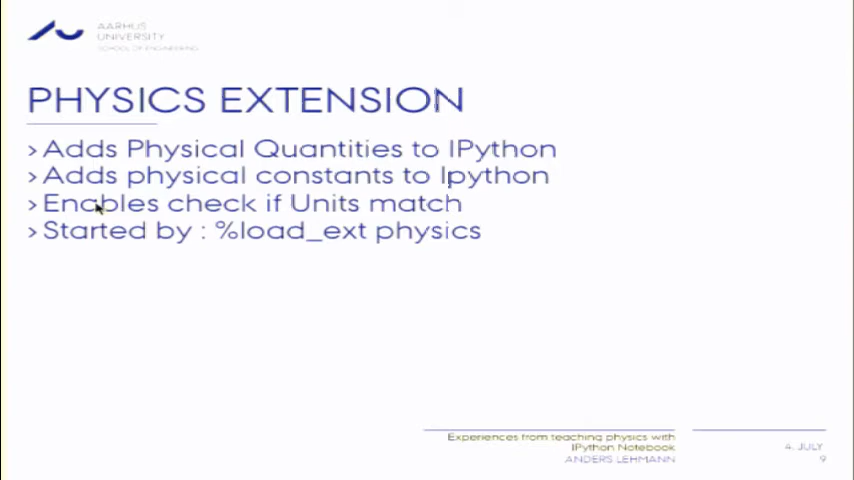 AARHUS
UNIVERSITY
SCHOOL OF ENGINEERING
PHYSICS EXTENSION
› Adds Physical Quantities to IPython
› Adds physical constants to Ipython
› Enables check if Units match
› Started by : %load_ext physics
Experiences from teaching physics with
IPython Notebook
ANDERS LEHMANN
4. JULY
9